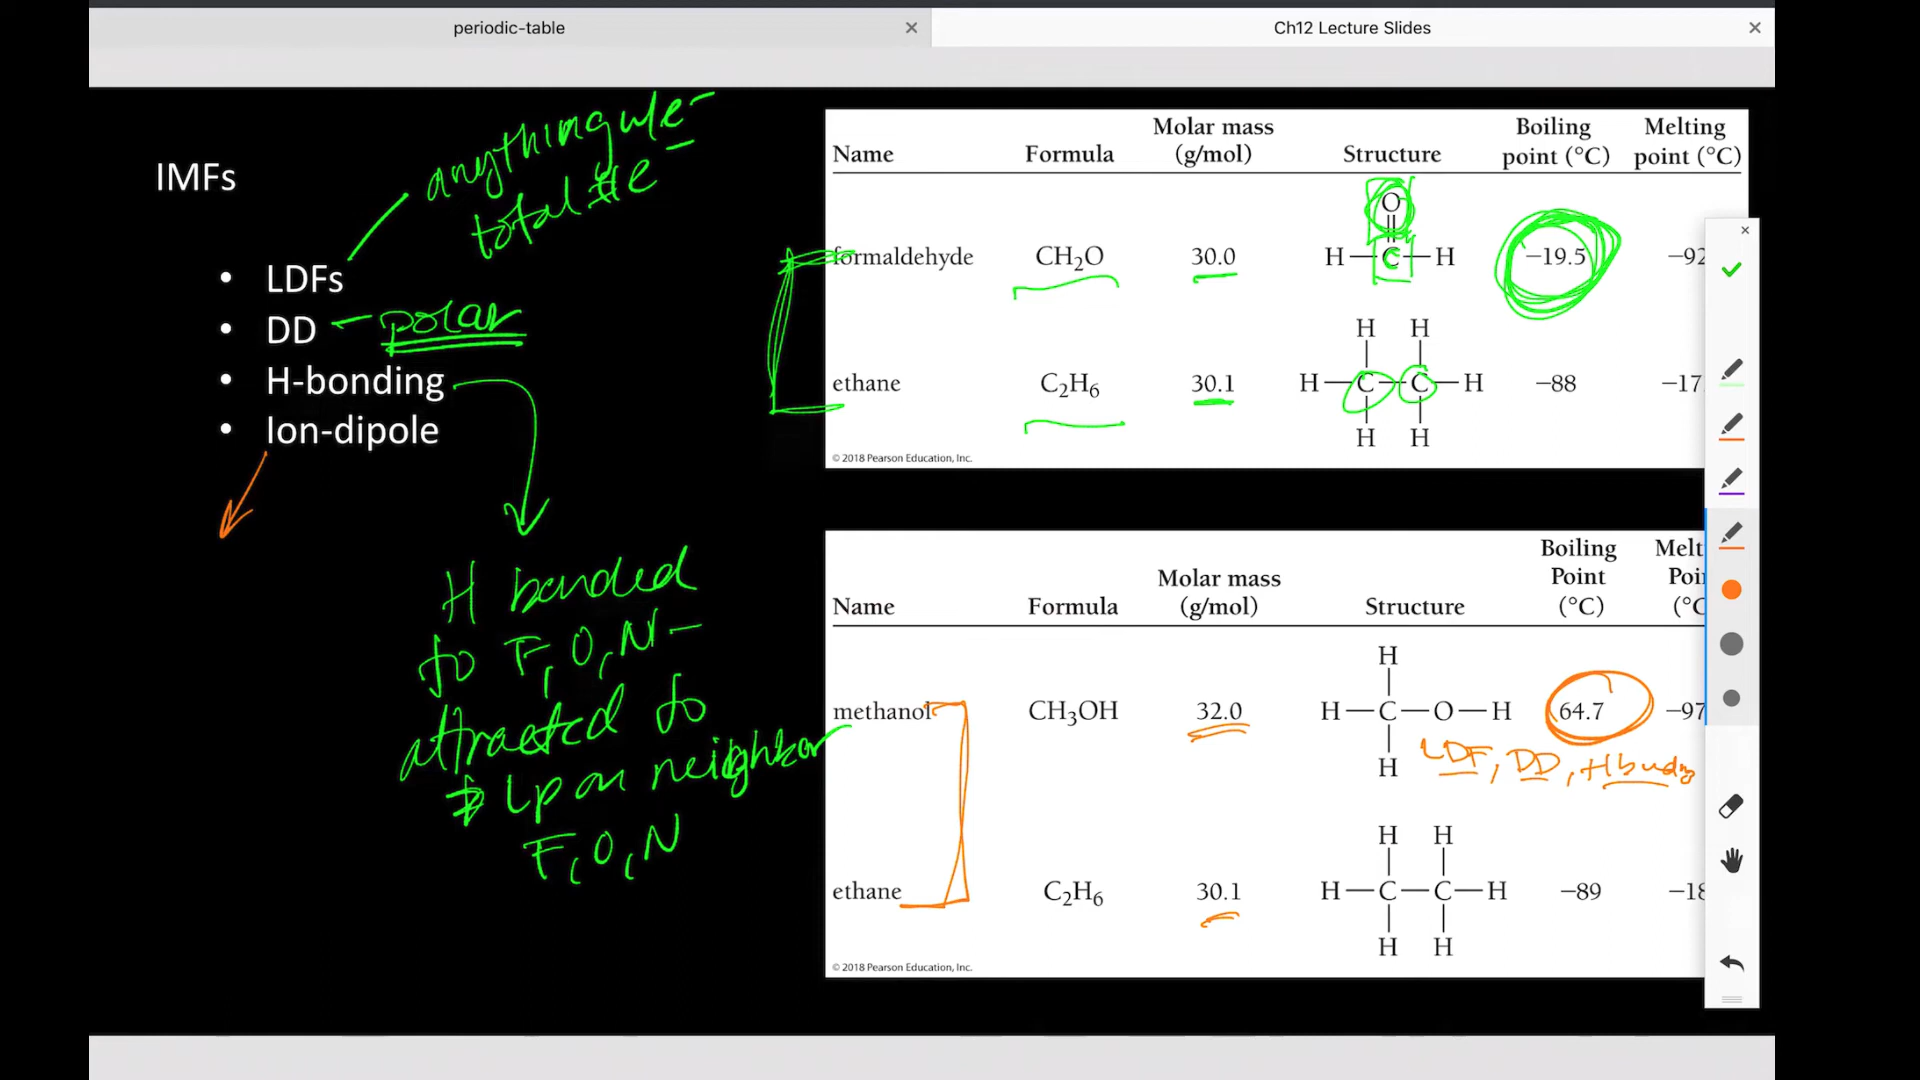 periodic-table
Ch12 Lecture Slides
IMFs
• LDFs
• DD
• H-bonding
• Ion-dipole
anything w/ e-
total # e
polar
H bonded
to F, O, N -
attracted to
lp on neighbor
F, O, N
Name Formula Molar mass (g/mol) Structure Boiling point (°C) Melting point (°C)
O
formaldehyde CH₂O 30.0 H C H −19.5 −92
H H
ethane C₂H₆ 30.1 H C C H −88 −17
H H
© 2018 Pearson Education, Inc.
Name Formula Molar mass (g/mol) Structure Boiling Point (°C) Melt Poi (°C
H
methanol CH₃OH 32.0 H C O H 64.7 −97
H
LDF, DD, H bonding
H H
ethane C₂H₆ 30.1 H C C H −89 −18
H H
© 2018 Pearson Education, Inc.